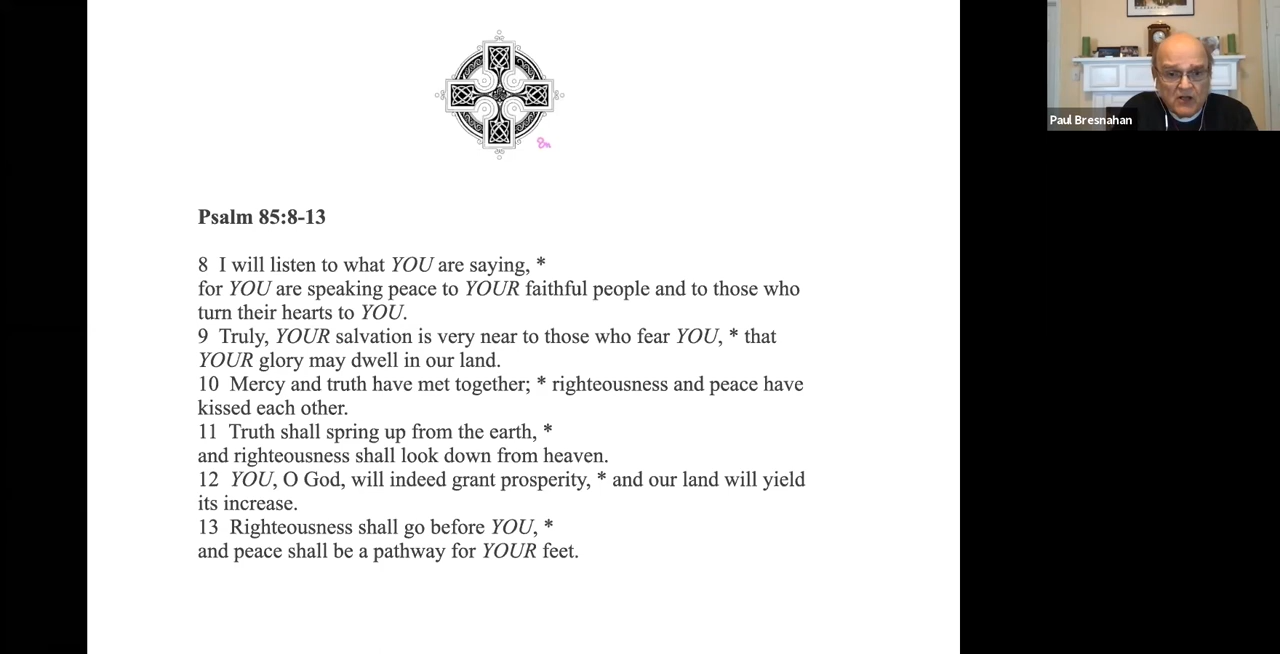 Paul Bresnahan
Psalm 85:8-13
8  I will listen to what YOU are saying, *
for YOU are speaking peace to YOUR faithful people and to those who
turn their hearts to YOU.
9  Truly, YOUR salvation is very near to those who fear YOU, * that
YOUR glory may dwell in our land.
10  Mercy and truth have met together; * righteousness and peace have
kissed each other.
11  Truth shall spring up from the earth, *
and righteousness shall look down from heaven.
12  YOU, O God, will indeed grant prosperity, * and our land will yield
its increase.
13  Righteousness shall go before YOU, *
and peace shall be a pathway for YOUR feet.